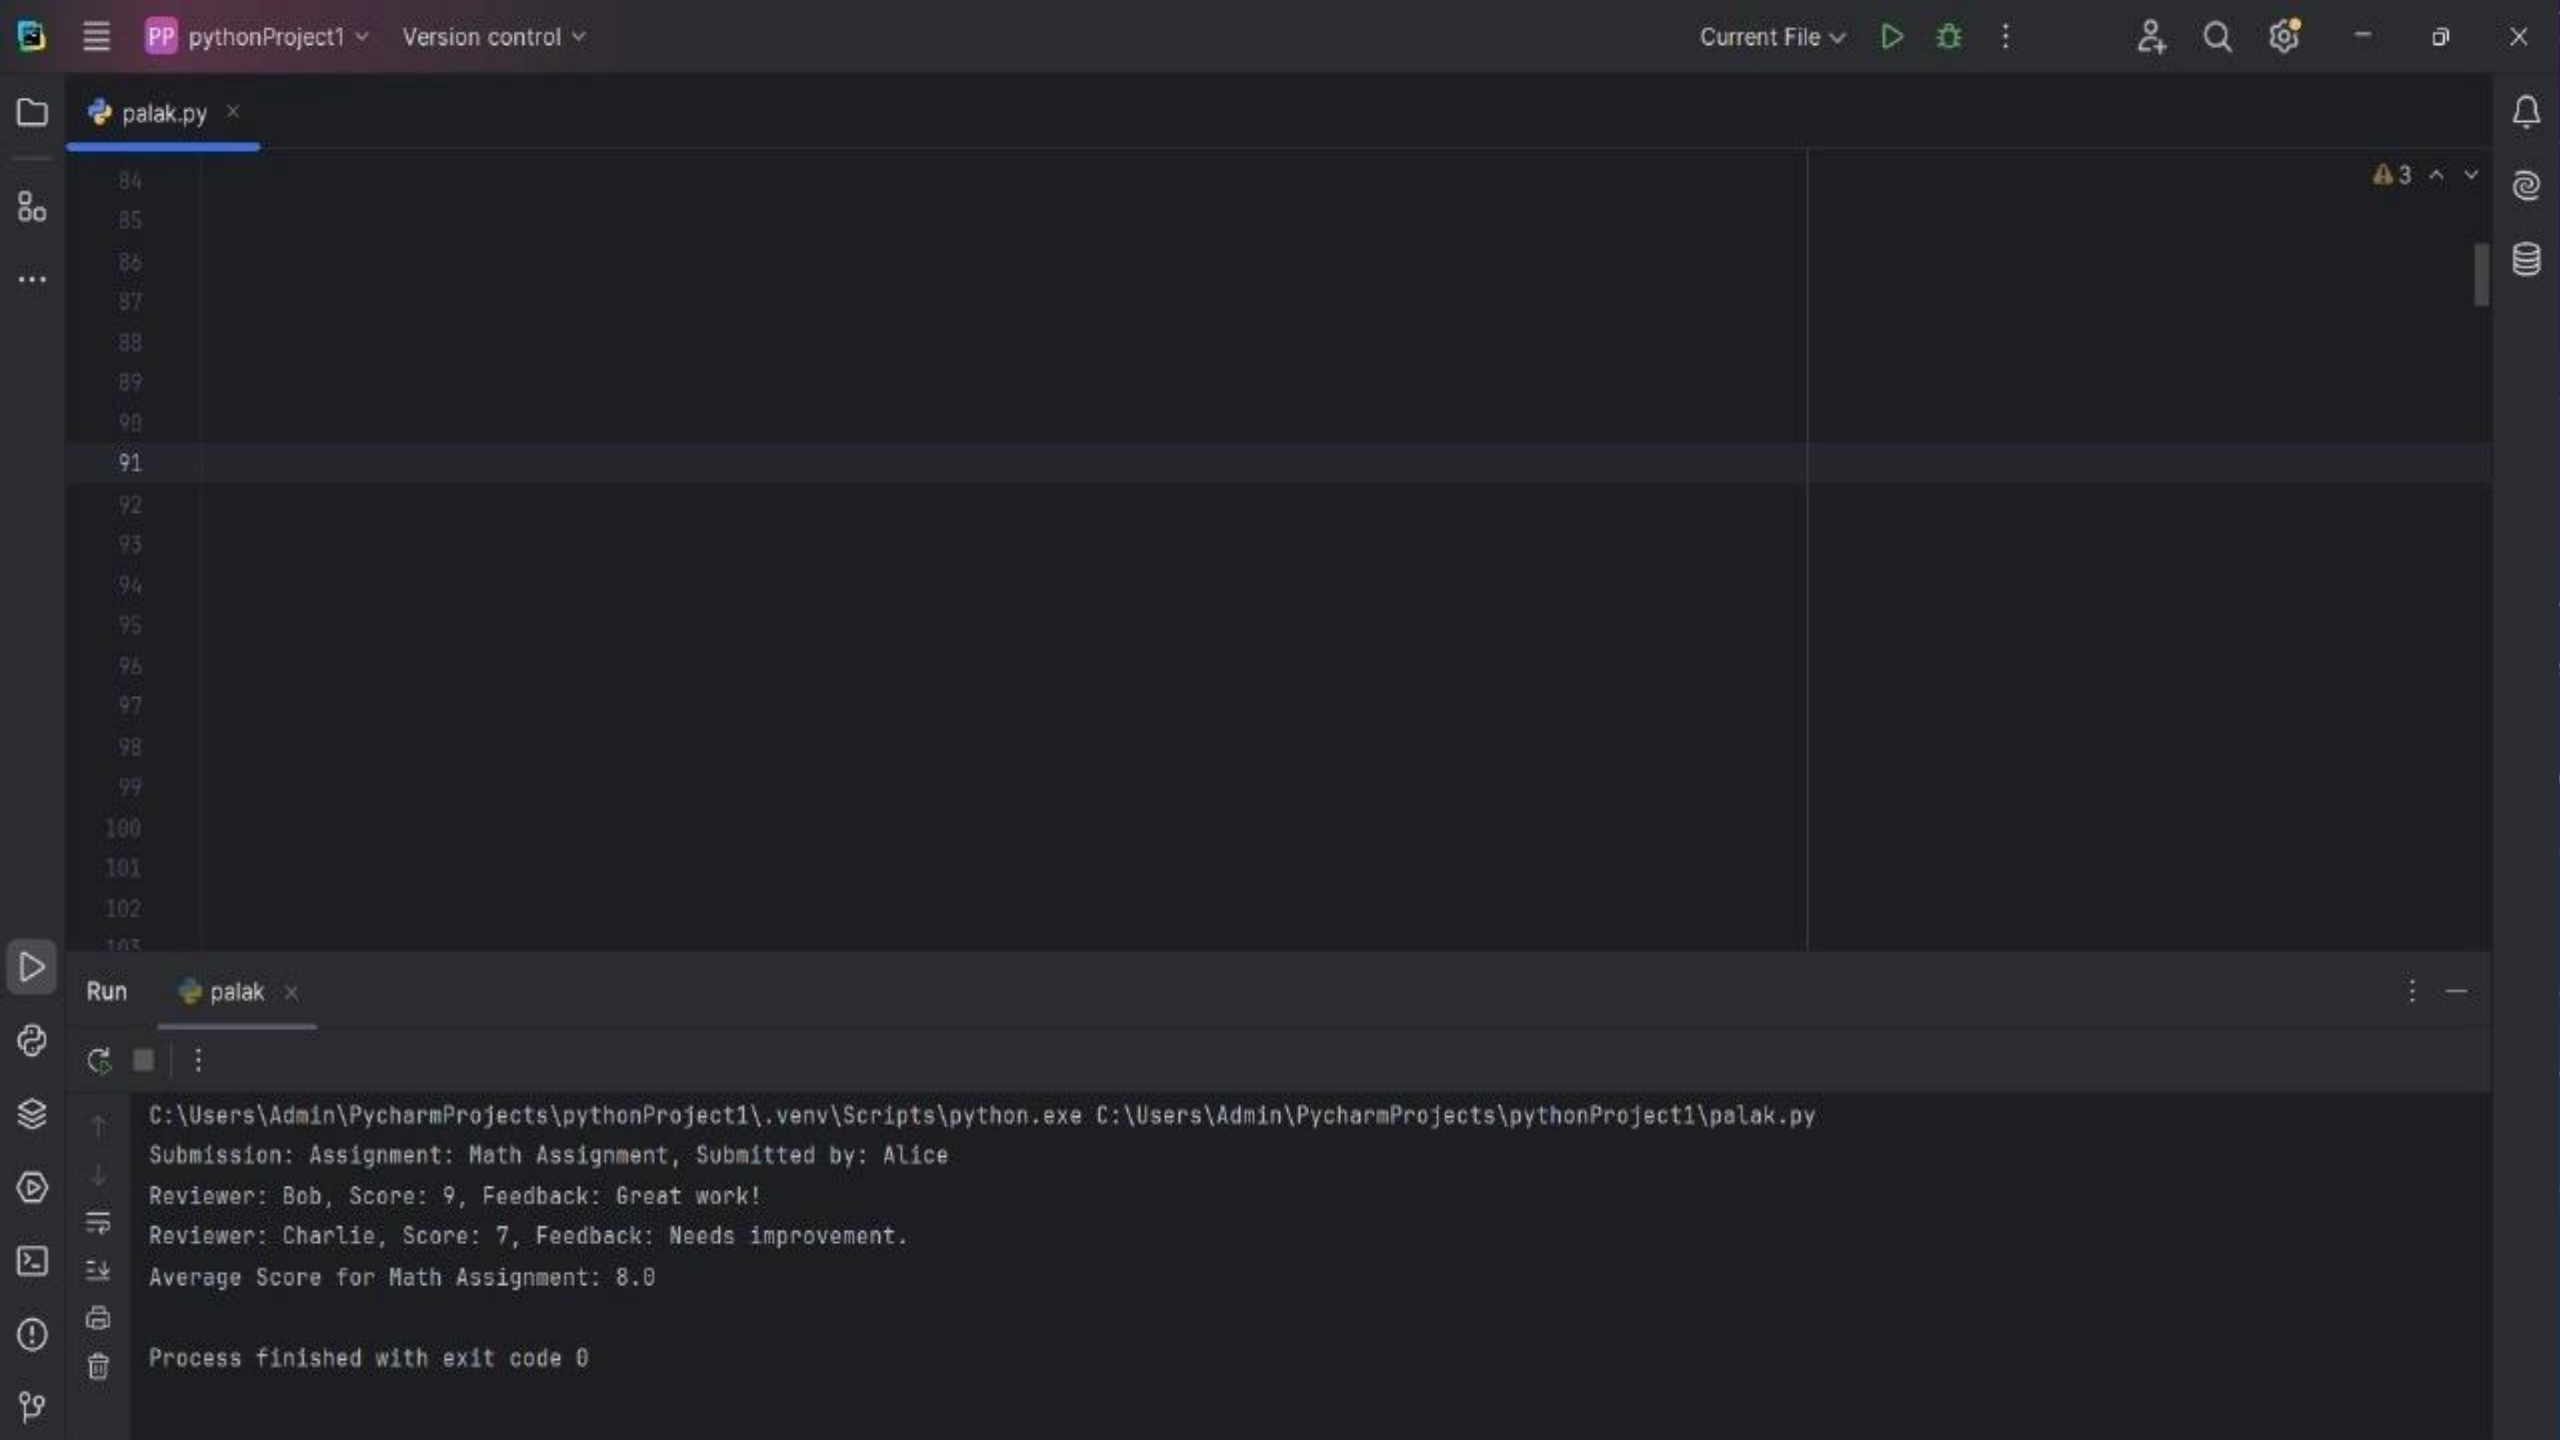 PP pythonProject1 Version control Current File
palak.py
3
84
85
86
87
88
89
90
91
92
93
94
95
96
97
98
99
100
101
102
103
Run palak
C:\Users\Admin\PycharmProjects\pythonProject1\.venv\Scripts\python.exe C:\Users\Admin\PycharmProjects\pythonProject1\palak.py
Submission: Assignment: Math Assignment, Submitted by: Alice
Reviewer: Bob, Score: 9, Feedback: Great work!
Reviewer: Charlie, Score: 7, Feedback: Needs improvement.
Average Score for Math Assignment: 8.0
Process finished with exit code 0